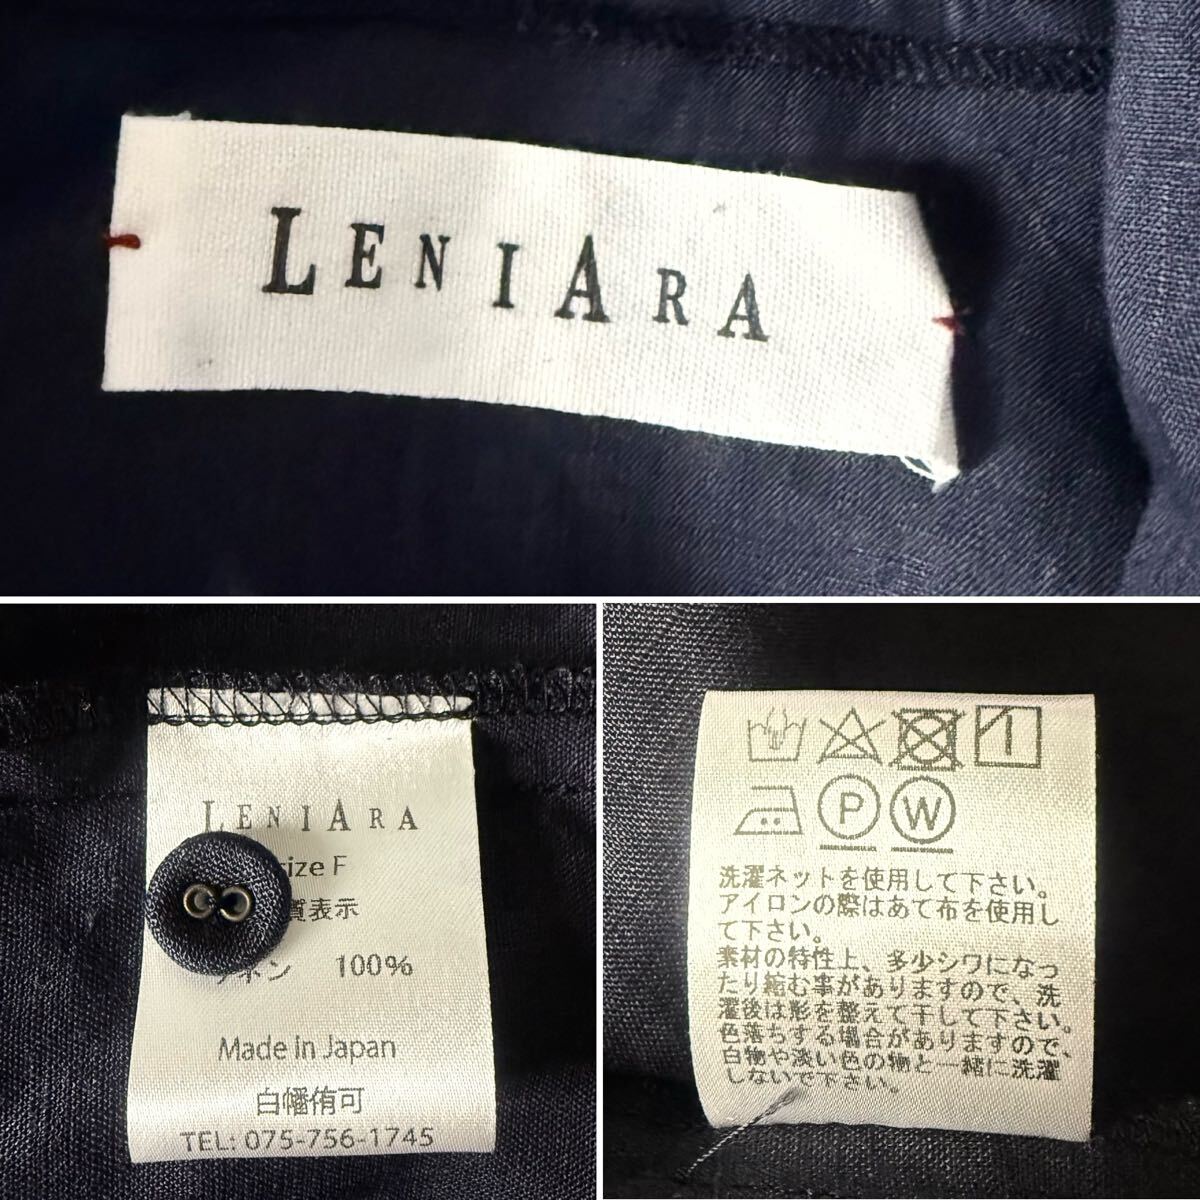 LENIARA
LENIARA
size F
質表示
ネン 100%
Made in Japan
白幡侑可
TEL: 075-756-1745
P W
洗濯ネットを使用して下さい。
アイロンの際はあて布を使用し
て下さい。
素材の特性上、多少シワになっ
たり縮む事がありますので、洗
濯後は形を整えて干して下さい。
色落ちする場合がありますので、
白物や淡い色の物と一緒に洗濯
しないで下さい。